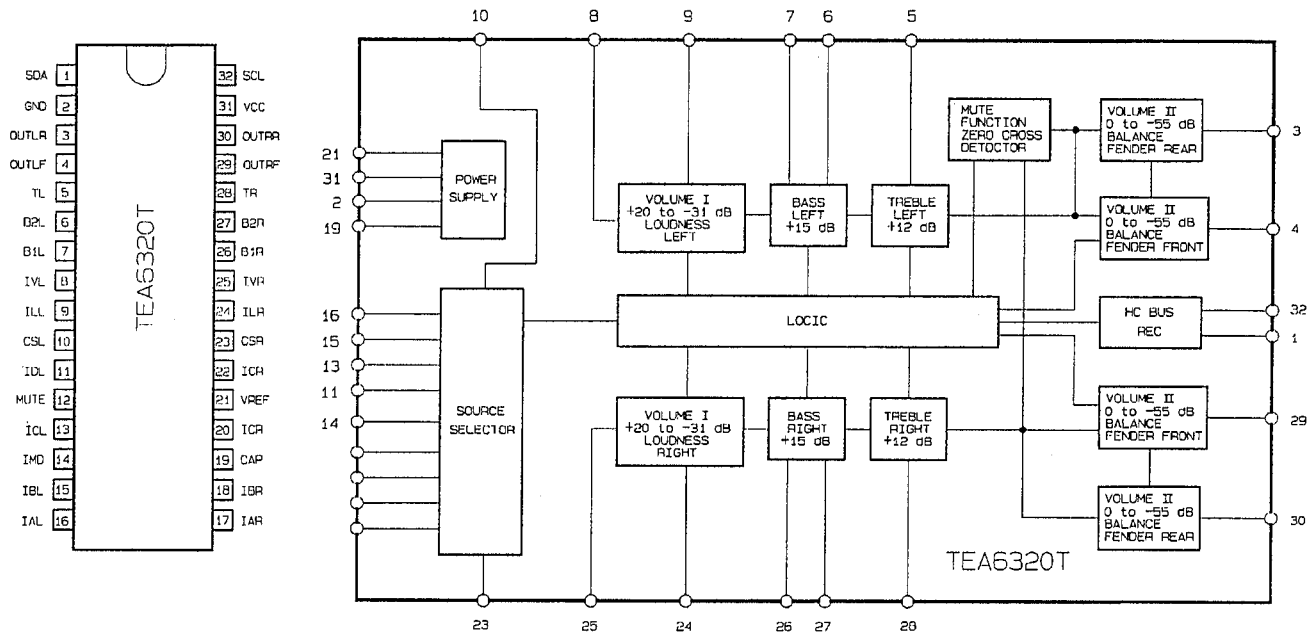 SDA 1
GND 2
OUTLR 3
OUTLF 4
TL 5
B2L 6
B1L 7
IVL 8
ILL 9
CSL 10
IDL 11
MUTE 12
ICL 13
IMD 14
IBL 15
IAL 16
TEA6320T
32 SCL
31 VCC
30 OUTRR
29 OUTRF
28 TR
27 B2R
26 B1R
25 IVR
24 ILR
23 CSR
22 ICR
21 VREF
20 ICR
19 CAP
18 IBR
17 IAR
10
8
9
7
6
5
21
31
2
19
POWER
SUPPLY
16
15
13
11
14
SOURCE
SELECTOR
VOLUME I
+20 to -31 dB
LOUDNESS
LEFT
BASS
LEFT
+15 dB
TREBLE
LEFT
+12 dB
MUTE
FUNCTION
ZERO CROSS
DETECTOR
VOLUME II
0 to -55 dB
BALANCE
FENDER REAR
3
VOLUME II
0 to -55 dB
BALANCE
FENDER FRONT
4
LOCIC
HC BUS
REC
32
1
VOLUME I
+20 to -31 dB
LOUDNESS
RIGHT
BASS
RIGHT
+15 dB
TREBLE
RIGHT
+12 dB
VOLUME II
0 to -55 dB
BALANCE
FENDER FRONT
29
VOLUME II
0 to -55 dB
BALANCE
FENDER REAR
30
TEA6320T
23
25
24
26
27
28